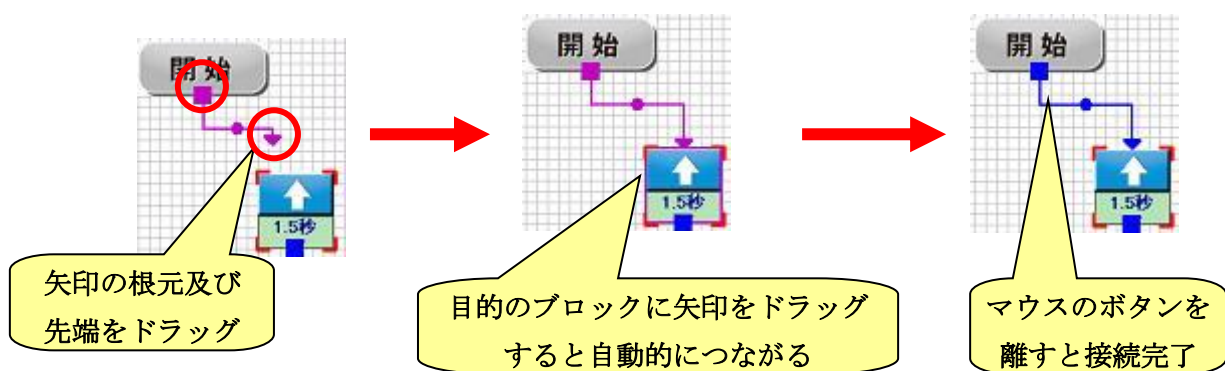 開始
1.5秒
矢印の根元及び
先端をドラッグ
開始
1.5秒
目的のブロックに矢印をドラッグ
すると自動的につながる
開始
1.5秒
マウスのボタンを
離すと接続完了